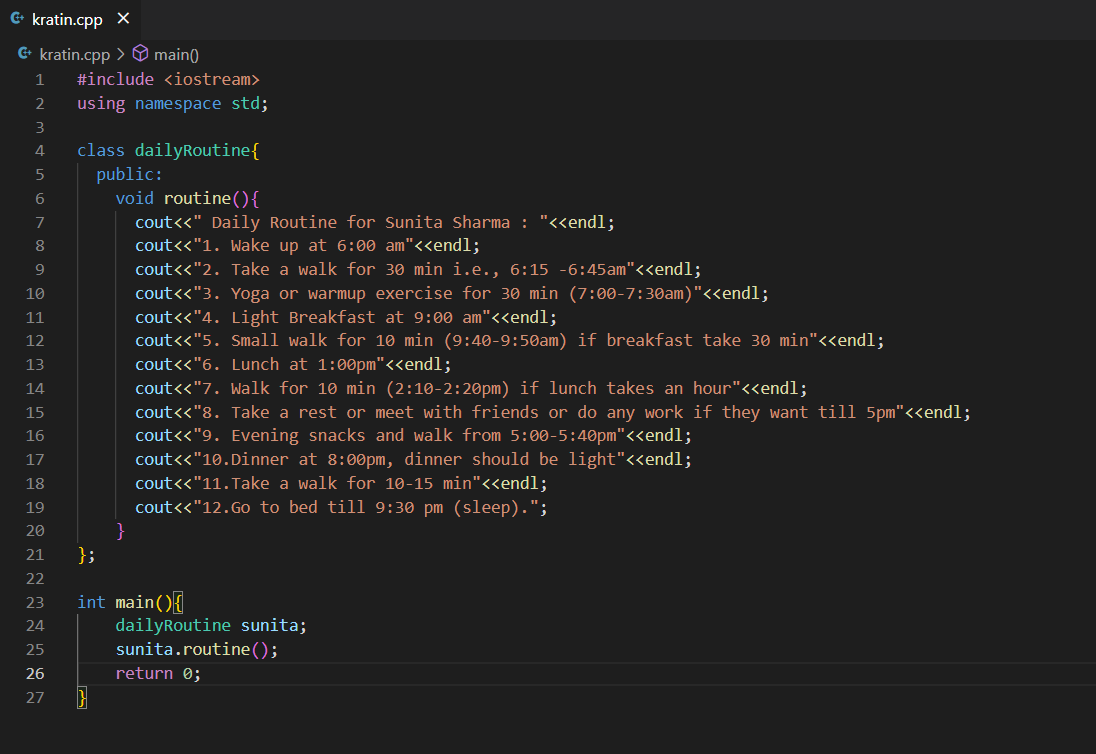 kratin.cpp ×
kratin.cpp > main()
1 #include <iostream>
2 using namespace std;
3
4 class dailyRoutine{
5   public:
6     void routine(){
7       cout<<" Daily Routine for Sunita Sharma : "<<endl;
8       cout<<"1. Wake up at 6:00 am"<<endl;
9       cout<<"2. Take a walk for 30 min i.e., 6:15 -6:45am"<<endl;
10       cout<<"3. Yoga or warmup exercise for 30 min (7:00-7:30am)"<<endl;
11       cout<<"4. Light Breakfast at 9:00 am"<<endl;
12       cout<<"5. Small walk for 10 min (9:40-9:50am) if breakfast take 30 min"<<endl;
13       cout<<"6. Lunch at 1:00pm"<<endl;
14       cout<<"7. Walk for 10 min (2:10-2:20pm) if lunch takes an hour"<<endl;
15       cout<<"8. Take a rest or meet with friends or do any work if they want till 5pm"<<endl;
16       cout<<"9. Evening snacks and walk from 5:00-5:40pm"<<endl;
17       cout<<"10.Dinner at 8:00pm, dinner should be light"<<endl;
18       cout<<"11.Take a walk for 10-15 min"<<endl;
19       cout<<"12.Go to bed till 9:30 pm (sleep).";
20     }
21 };
22
23 int main(){
24     dailyRoutine sunita;
25     sunita.routine();
26     return 0;
27 }